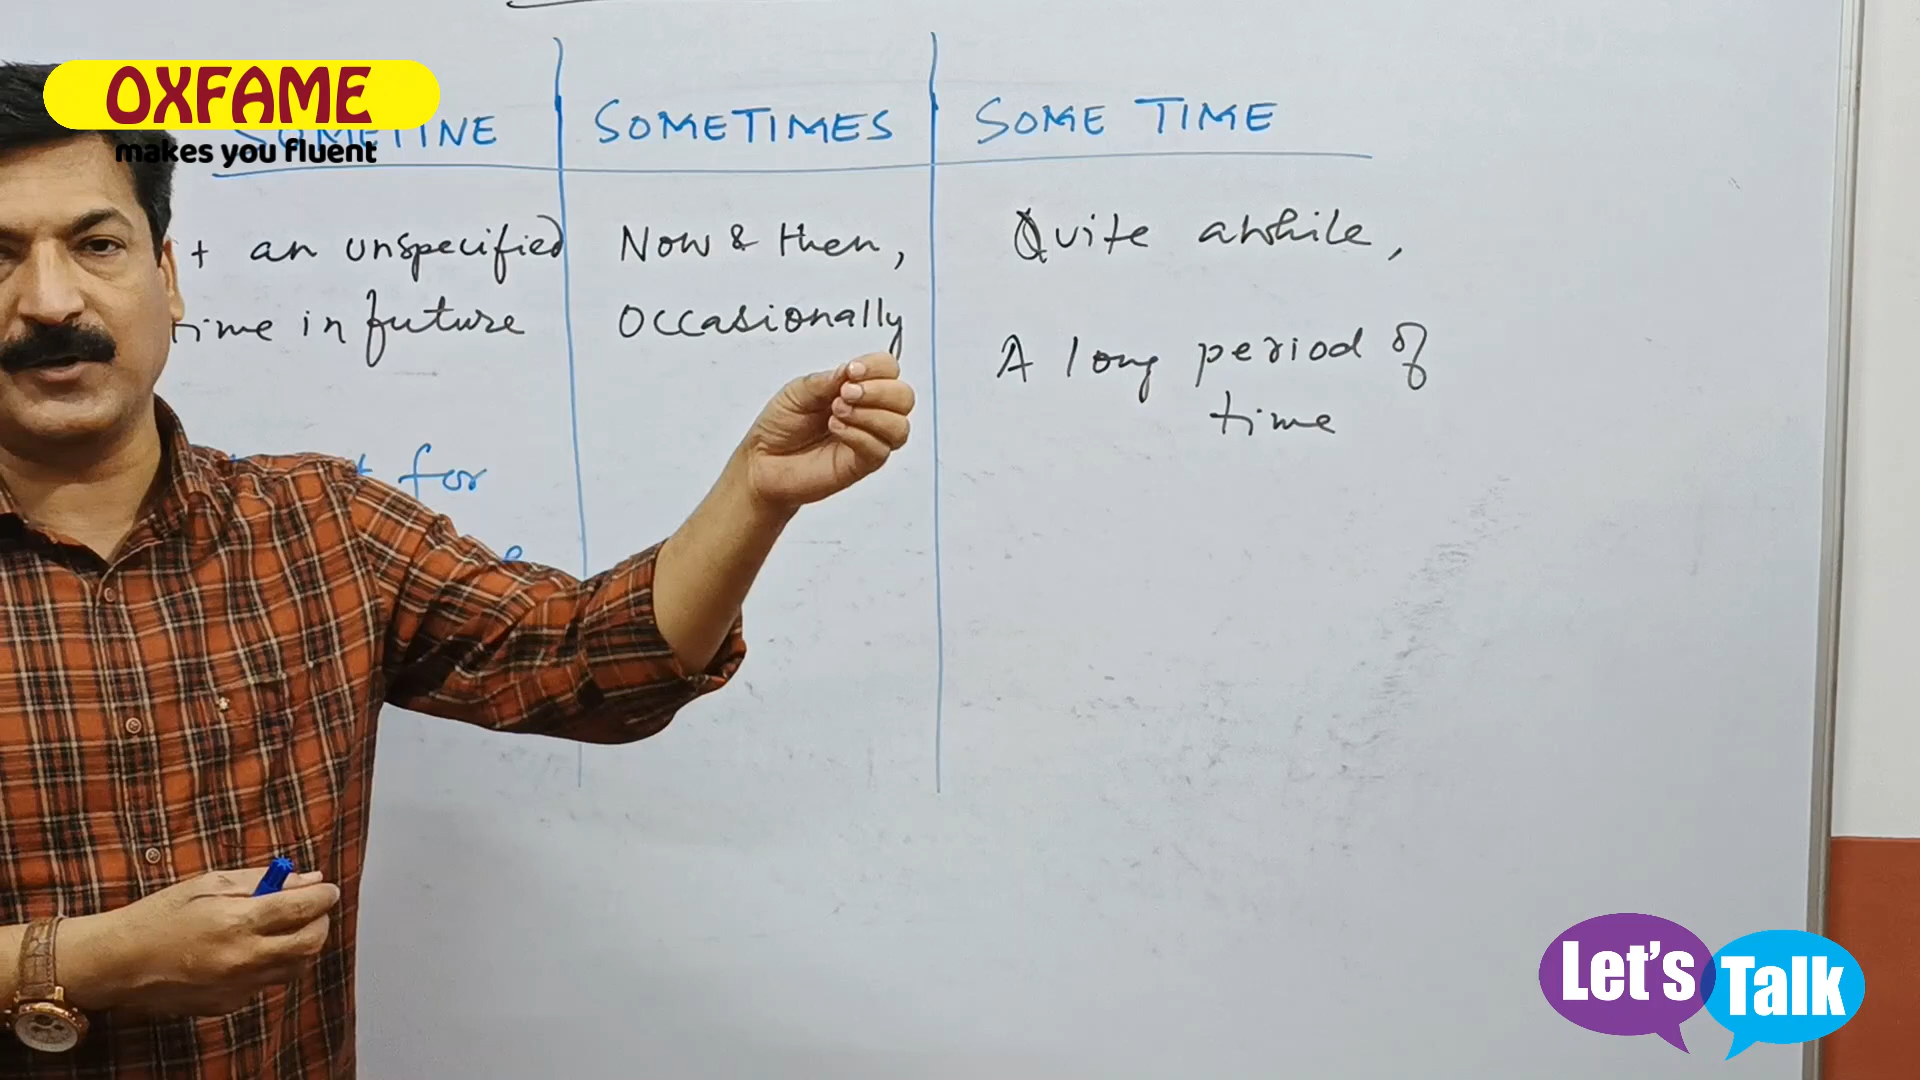 OXFAME
makes you fluent
SOMETIME
an unspecified
time in future
for
SOMETIMES
Now & then,
Occasionally
SOME TIME
Quite awhile,
A long period of
time
Let's Talk